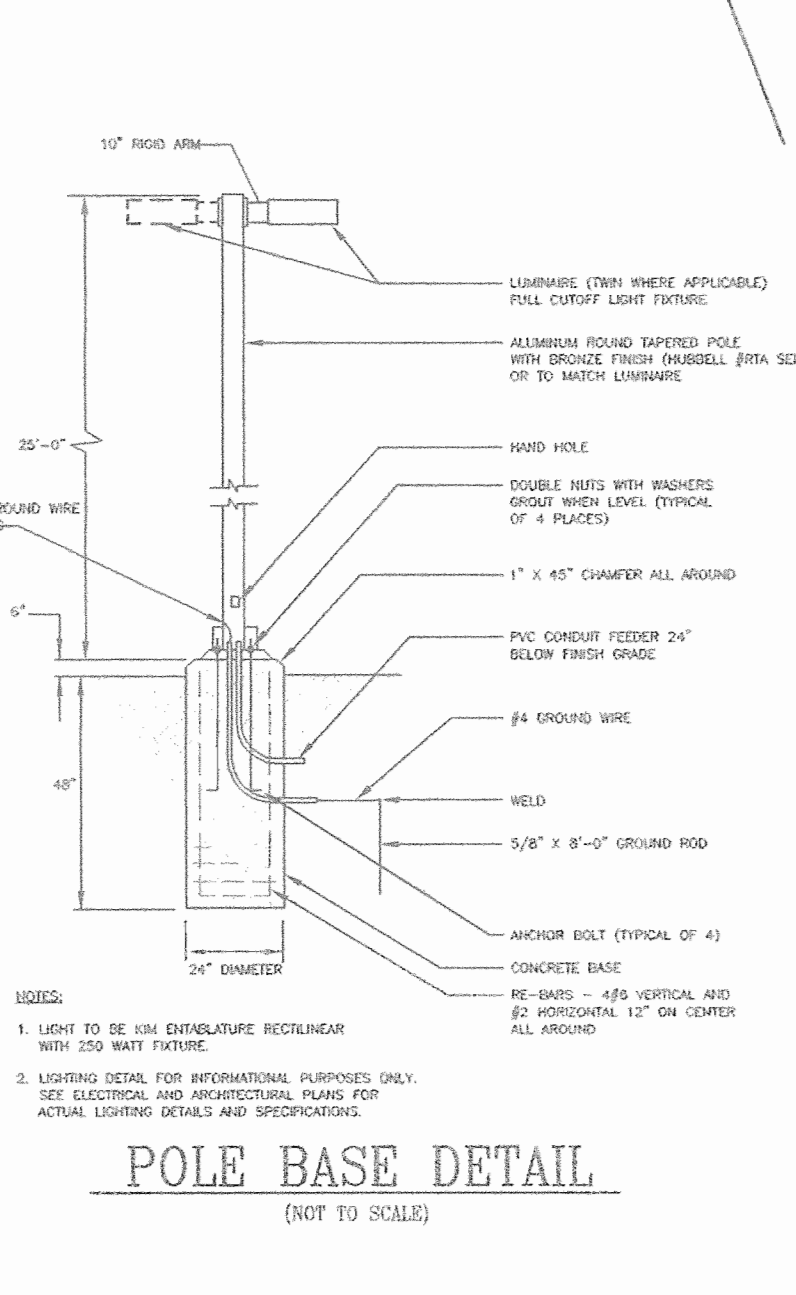 10" RIGID ARM
LUMINAIRE (TWIN WHERE APPLICABLE)
FULL CUTOFF LIGHT FIXTURE
ALUMINUM ROUND TAPERED POLE
WITH BRONZE FINISH (HUBBELL #RTA
OR TO MATCH LUMINAIRE
25'-0"
HAND HOLE
DOUBLE NUTS WITH WASHERS
GROUT WHEN LEVEL (TYPICAL
OF 4 PLACES)
WIRE
1" X 45° CHAMFER ALL AROUND
6"
PVC CONDUIT FEEDER 24"
BELOW FINISH GRADE
#4 GROUND WIRE
48"
WELD
5/8" X 8'-0" GROUND ROD
ANCHOR BOLT (TYPICAL OF 4)
24" DIAMETER
CONCRETE BASE
RE-BARS - 4#6 VERTICAL AND
#2 HORIZONTAL 12" ON CENTER
ALL AROUND
NOTES:
1. LIGHT TO BE KIM ENTABLATURE RECTILINEAR
WITH 250 WATT FIXTURE.
2. LIGHTING DETAIL FOR INFORMATIONAL PURPOSES ONLY.
SEE ELECTRICAL AND ARCHITECTURAL PLANS FOR
ACTUAL LIGHTING DETAILS AND SPECIFICATIONS.
POLE BASE DETAIL
(NOT TO SCALE)